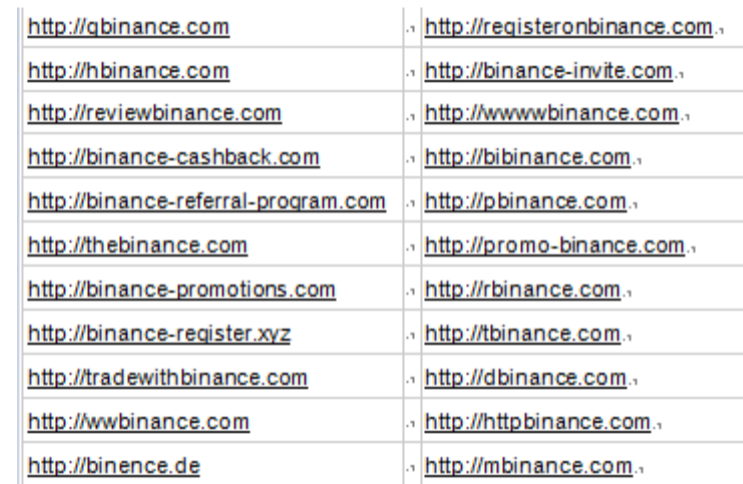 http://qbinance.com ., http://registeronbinance.com.,
http://hbinance.com ., http://binance-invite.com.,
http://reviewbinance.com ., http://wwwwbinance.com.,
http://binance-cashback.com ., http://bibinance.com.,
http://binance-referral-program.com ., http://pbinance.com.,
http://thebinance.com ., http://promo-binance.com.,
http://binance-promotions.com ., http://rbinance.com.,
http://binance-register.xyz ., http://tbinance.com.,
http://tradewithbinance.com ., http://dbinance.com.,
http://wwbinance.com ., http://httpbinance.com.,
http://binence.de ., http://mbinance.com.,